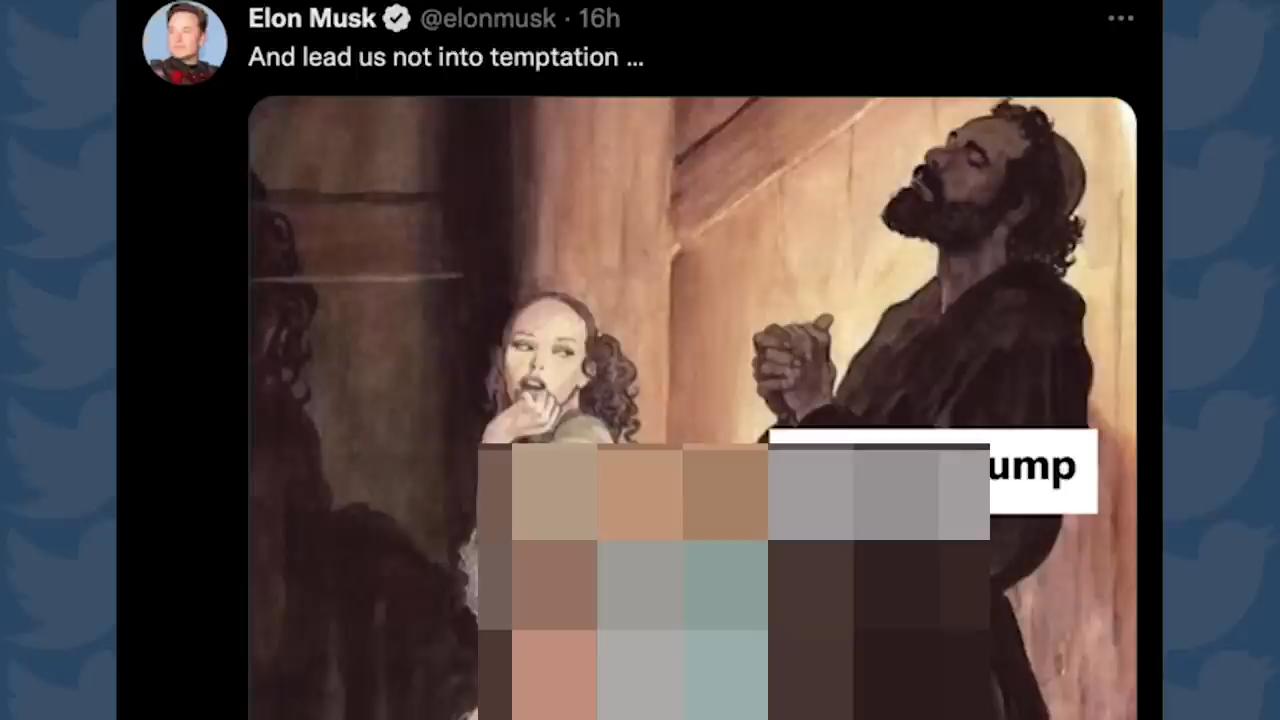 Elon Musk @elonmusk · 16h
And lead us not into temptation ...
ump